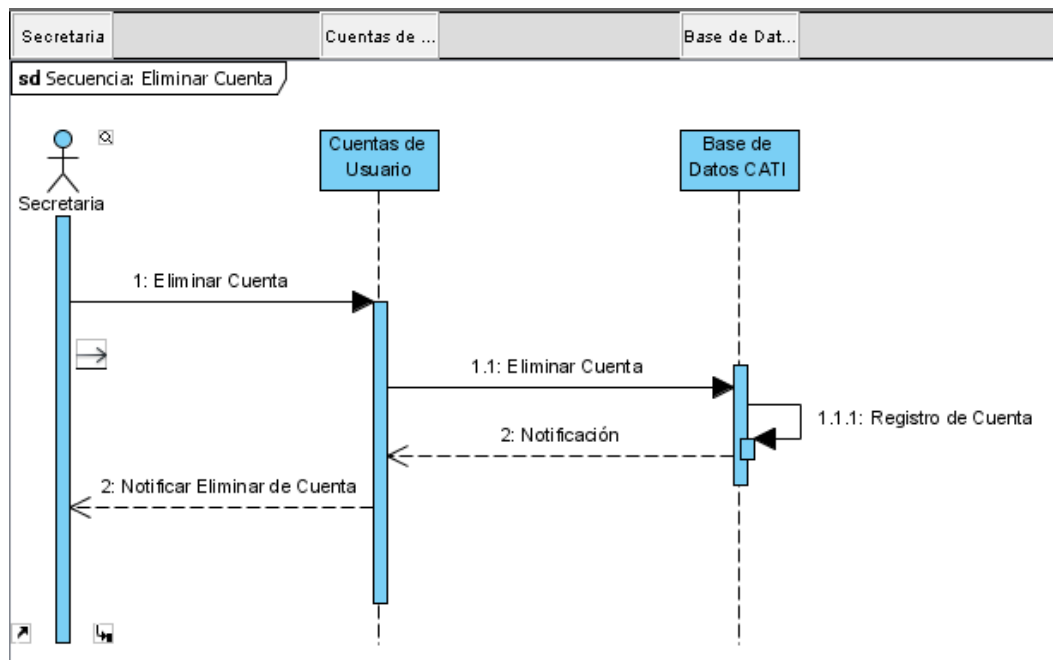 Secretaria
Cuentas de ...
Base de Dat...
sd Secuencia: Eliminar Cuenta
Secretaria
Cuentas de
Usuario
Base de
Datos CATI
1: Eliminar Cuenta
1.1: Eliminar Cuenta
1.1.1: Registro de Cuenta
2: Notificación
2: Notificar Eliminar de Cuenta